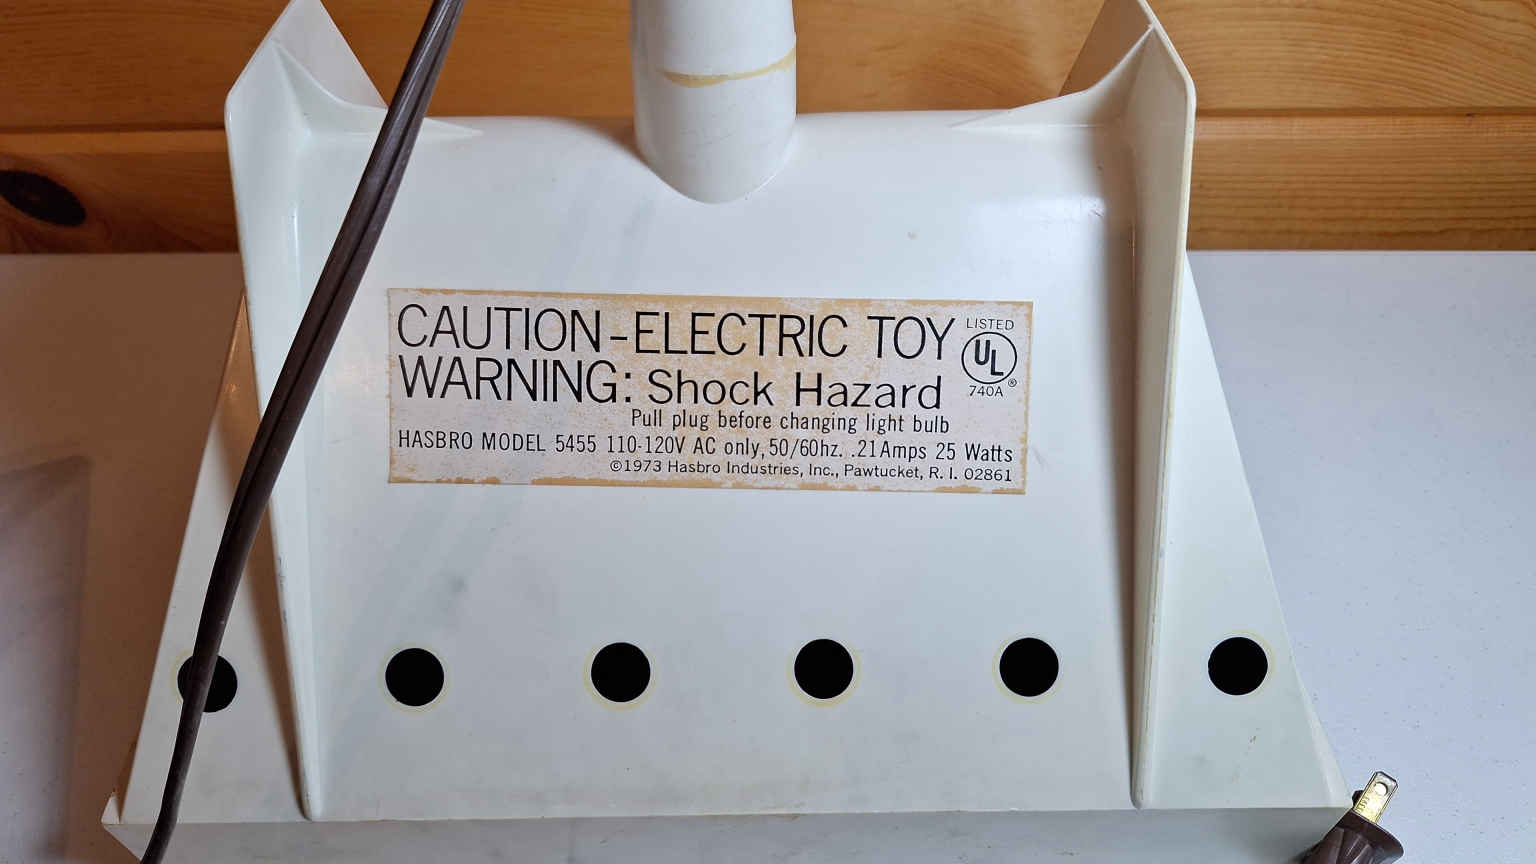 CAUTION-ELECTRIC TOY
WARNING: Shock Hazard
Pull plug before changing light bulb
HASBRO MODEL 5455 110-120V AC only, 50/60hz. .21Amps 25 Watts
©1973 Hasbro Industries, Inc., Pawtucket, R. I. 02861
LISTED
UL
®
740A